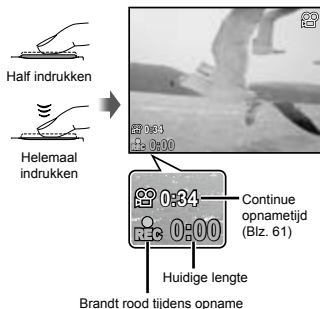 Half indrukken
Helemaal
indrukken
0:34
REC 0:00
0:34
REC 0:00
Continue
opnametijd
(Blz. 61)
Huidige lengte
Brandt rood tijdens opname